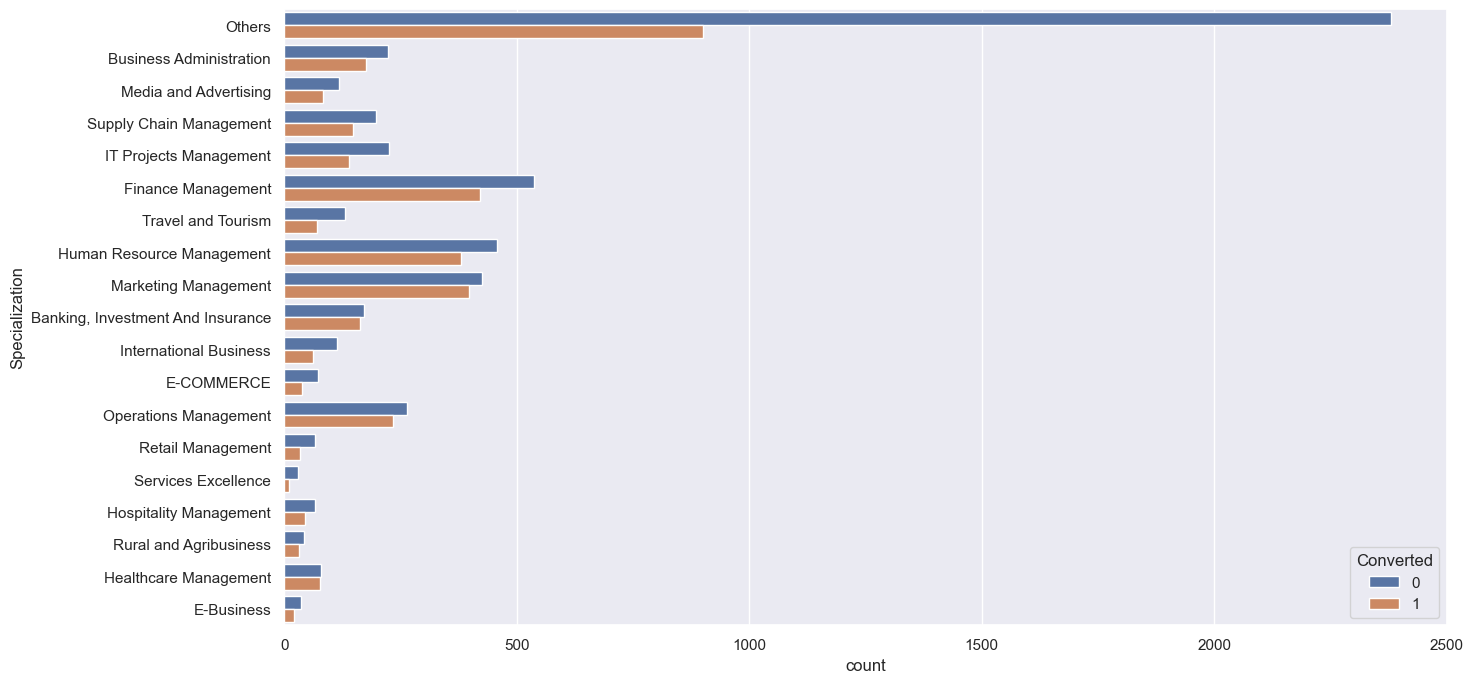 Others
Business Administration
Media and Advertising
Supply Chain Management
IT Projects Management
Finance Management
Travel and Tourism
Human Resource Management
Marketing Management
Banking, Investment And Insurance
International Business
E-COMMERCE
Operations Management
Retail Management
Services Excellence
Hospitality Management
Rural and Agribusiness
Healthcare Management
E-Business
Specialization
0 500 1000 1500 2000 2500
count
Converted
0
1